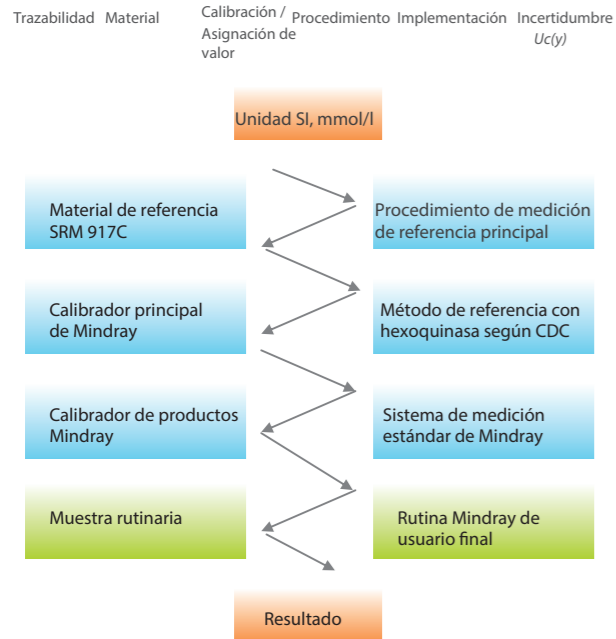 Trazabilidad
Material
Calibración /
Asignación de
valor
Procedimiento
Implementación
Incertidumbre
Uc(y)
Unidad SI, mmol/l
Material de referencia
SRM 917C
Procedimiento de medición
de referencia principal
Calibrador principal
de Mindray
Método de referencia con
hexoquinasa según CDC
Calibrador de productos
Mindray
Sistema de medición
estándar de Mindray
Muestra rutinaria
Rutina Mindray de
usuario final
Resultado